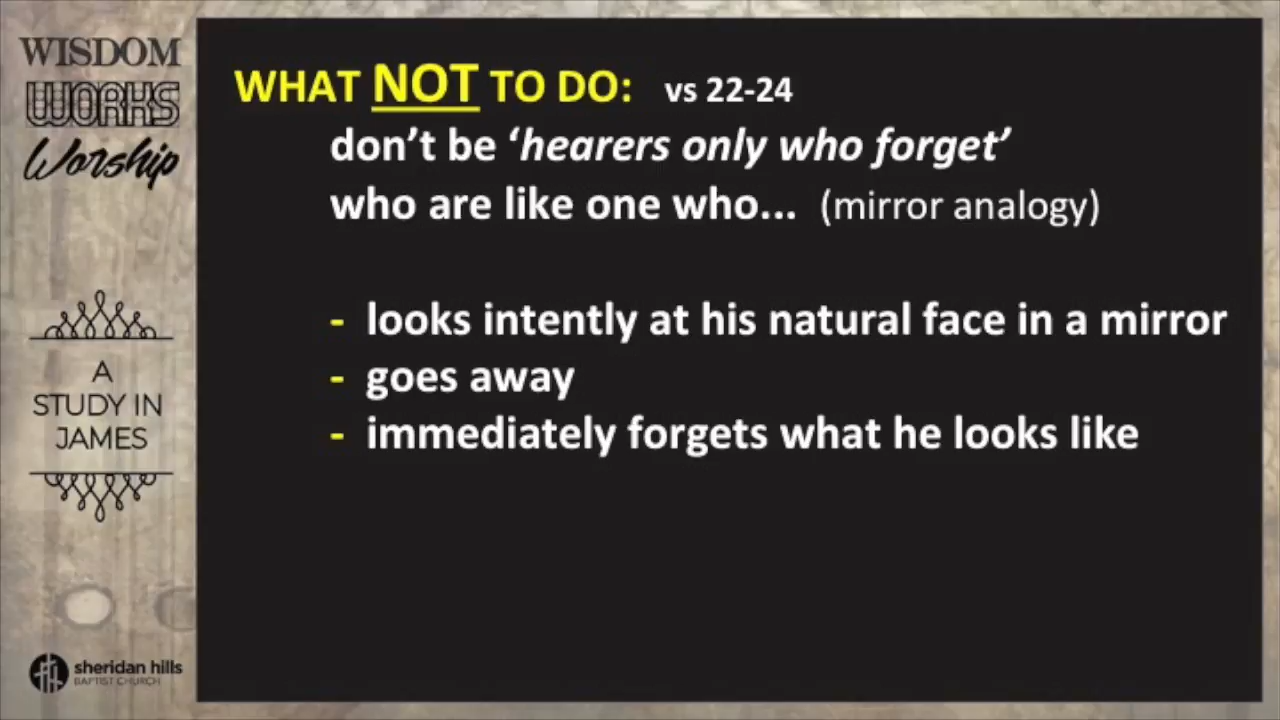 WISDOM
WORKS
Worship
A
STUDY IN
JAMES
sheridan hills
BAPTIST CHURCH
WHAT NOT TO DO: vs 22-24
don’t be ‘hearers only who forget’
who are like one who... (mirror analogy)
- looks intently at his natural face in a mirror
- goes away
- immediately forgets what he looks like